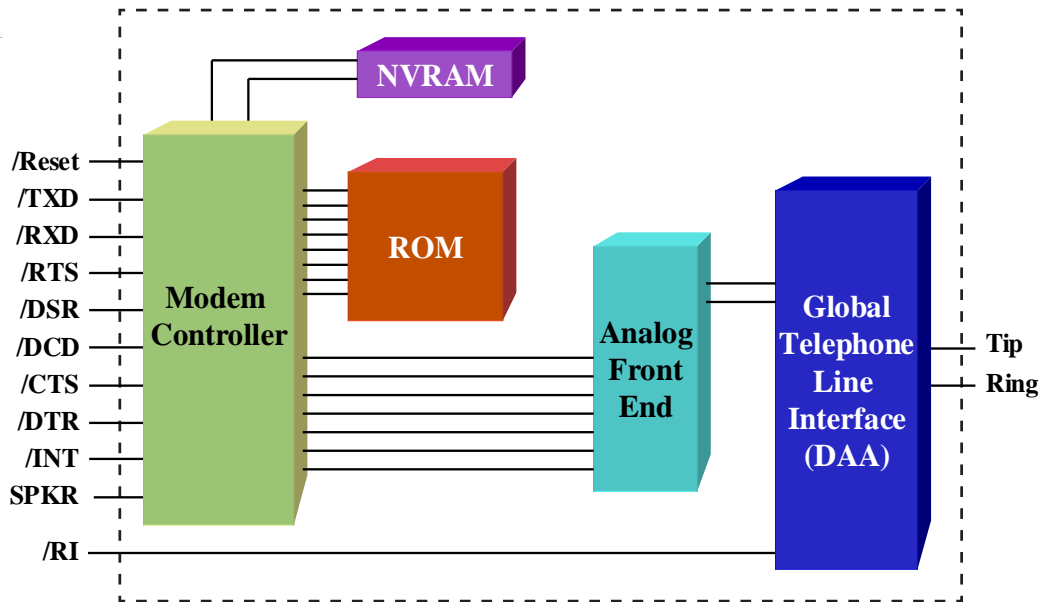 NVRAM
/Reset
/TXD
/RXD
/RTS
/DSR
/DCD
/CTS
/DTR
/INT
SPKR
/RI
Modem
Controller
ROM
Analog
Front
End
Global
Telephone
Line
Interface
(DAA)
Tip
Ring